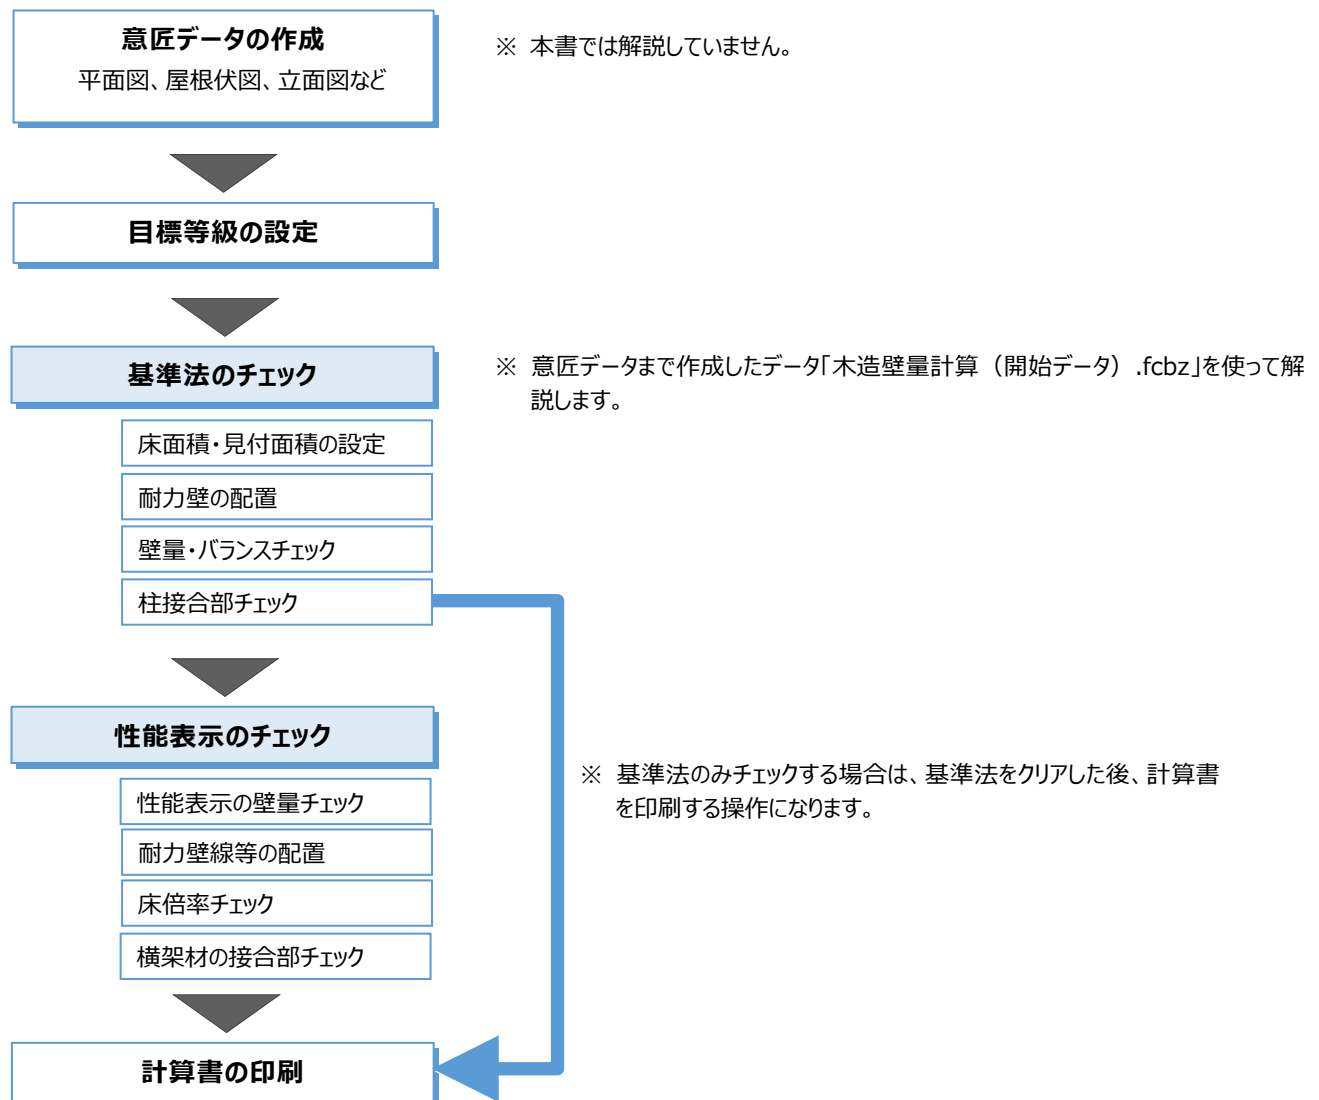 意匠データの作成
平面図、屋根伏図、立面図など
※ 本書では解説していません。
目標等級の設定
基準法のチェック
※ 意匠データまで作成したデータ「木造壁量計算（開始データ）.fcbz」を使って解
説します。
床面積・見付面積の設定
耐力壁の配置
壁量・バランスチェック
柱接合部チェック
性能表示のチェック
性能表示の壁量チェック
耐力壁線等の配置
床倍率チェック
横架材の接合部チェック
※ 基準法のみチェックする場合は、基準法をクリアした後、計算書
を印刷する操作になります。
計算書の印刷